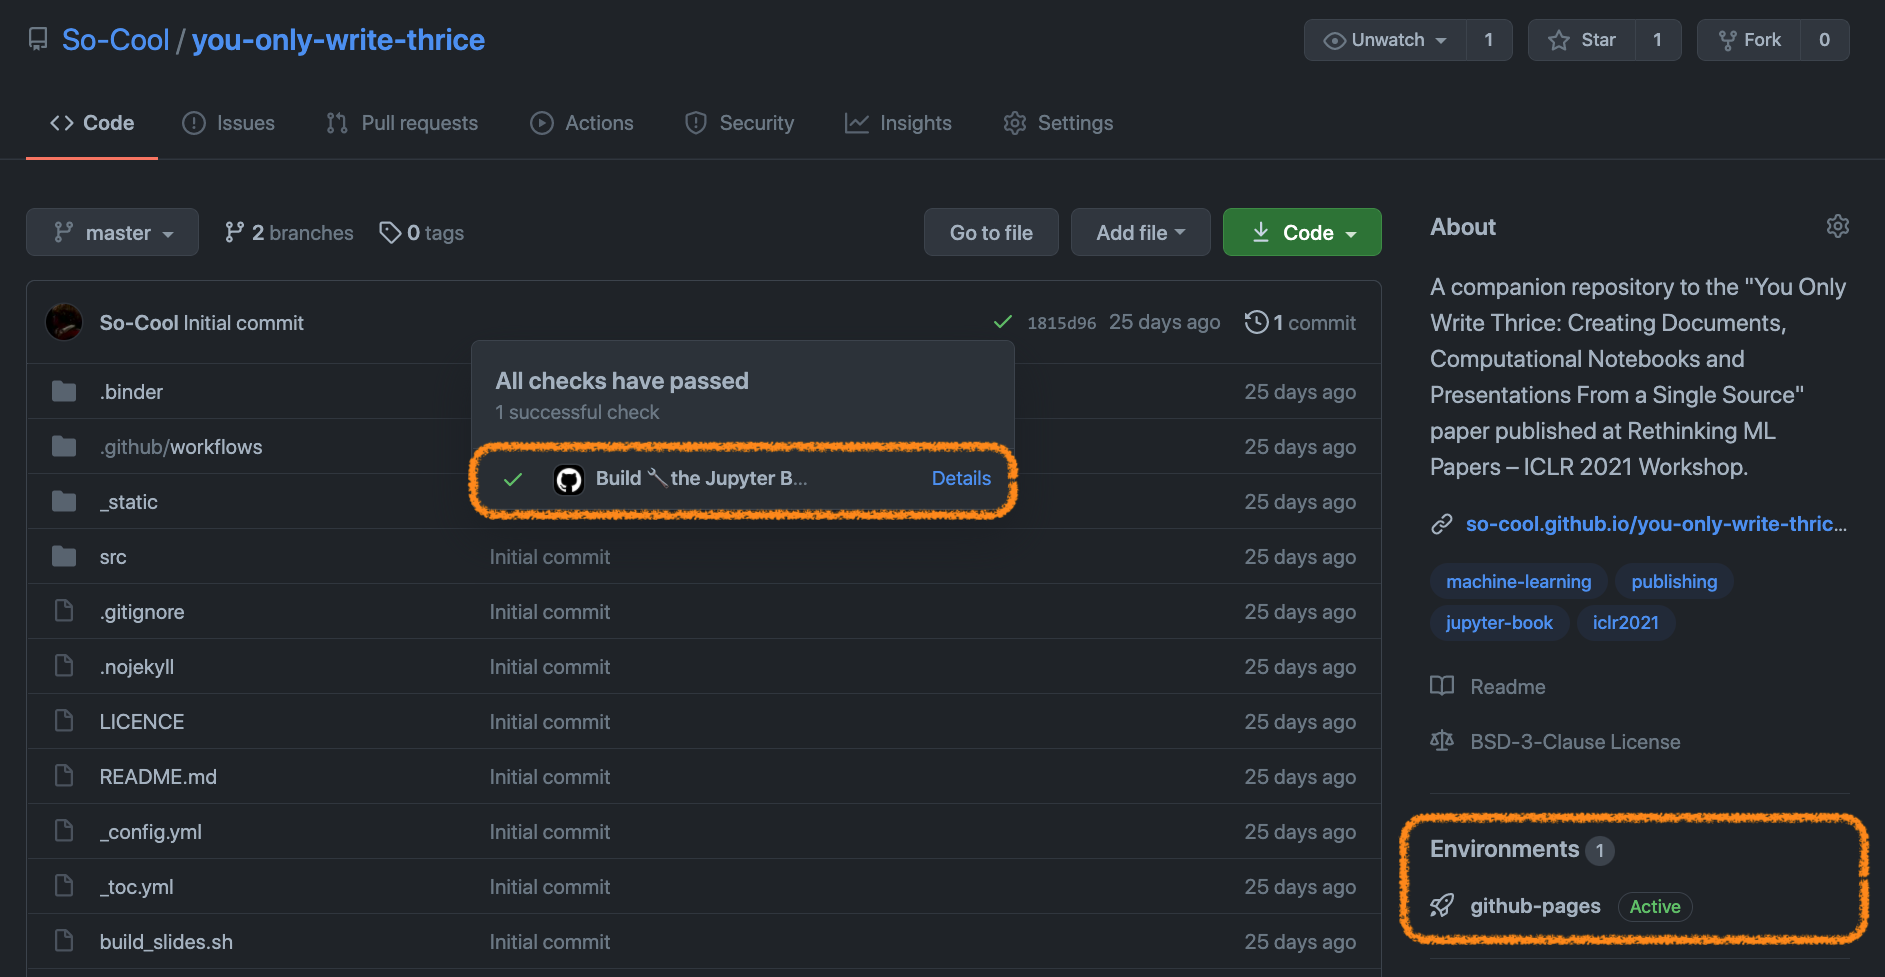 So-Cool / you-only-write-thrice
Unwatch 1 Star 1 Fork 0
Code Issues Pull requests Actions Security Insights Settings
master 2 branches 0 tags Go to file Add file Code
So-Cool Initial commit 1815d96 25 days ago 1 commit
All checks have passed
1 successful check
Build 🔧 the Jupyter B... Details
.binder 25 days ago
.github/workflows 25 days ago
_static 25 days ago
src Initial commit 25 days ago
.gitignore Initial commit 25 days ago
.nojekyll Initial commit 25 days ago
LICENCE Initial commit 25 days ago
README.md Initial commit 25 days ago
_config.yml Initial commit 25 days ago
_toc.yml Initial commit 25 days ago
build_slides.sh Initial commit 25 days ago
About
A companion repository to the "You Only
Write Thrice: Creating Documents,
Computational Notebooks and
Presentations From a Single Source"
paper published at Rethinking ML
Papers – ICLR 2021 Workshop.
so-cool.github.io/you-only-write-thric...
machine-learning publishing
jupyter-book iclr2021
Readme
BSD-3-Clause License
Environments 1
github-pages Active